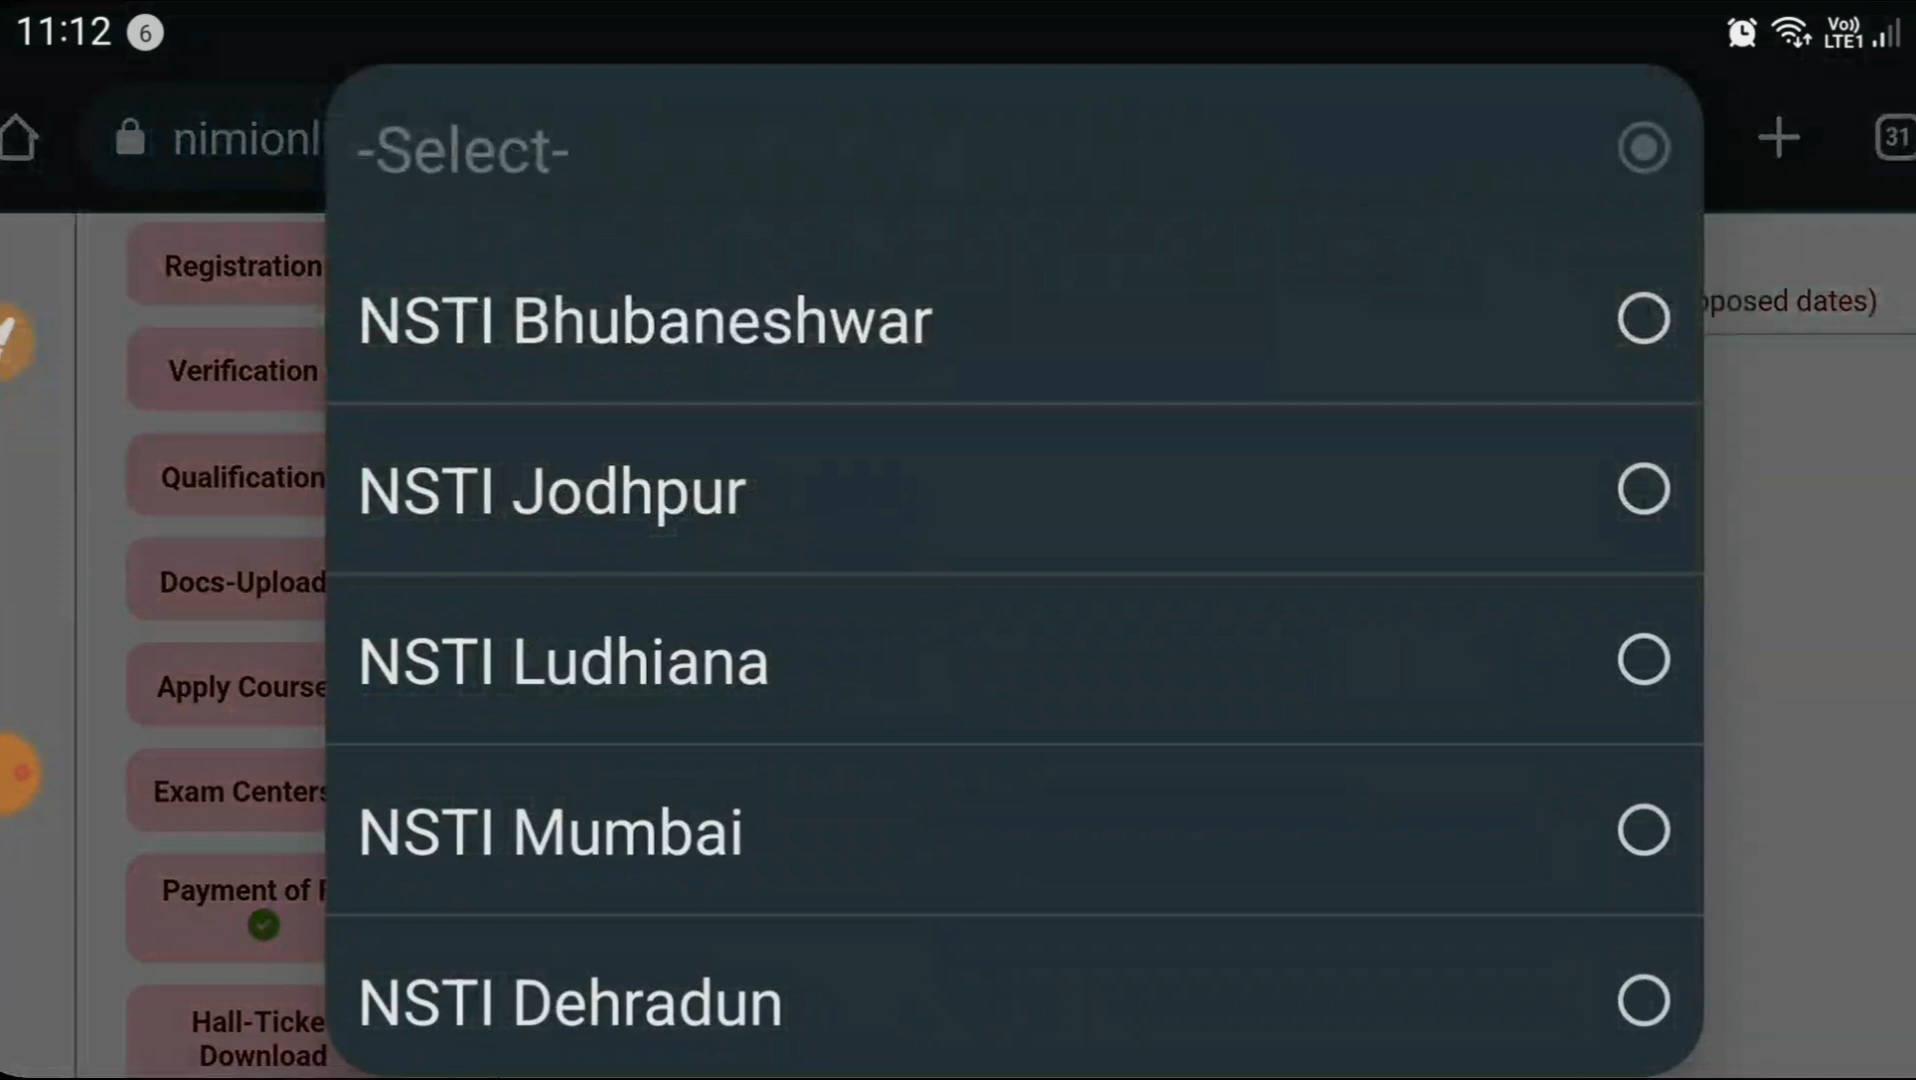 11:12 6
Vo)) LTE1
nimionl
31
-Select-
NSTI Bhubaneshwar
NSTI Jodhpur
NSTI Ludhiana
NSTI Mumbai
NSTI Dehradun
Registration
Verification
Qualification
Docs-Upload
Apply Course
Exam Centers
Payment of F
Hall-Ticke
Download
pposed dates)